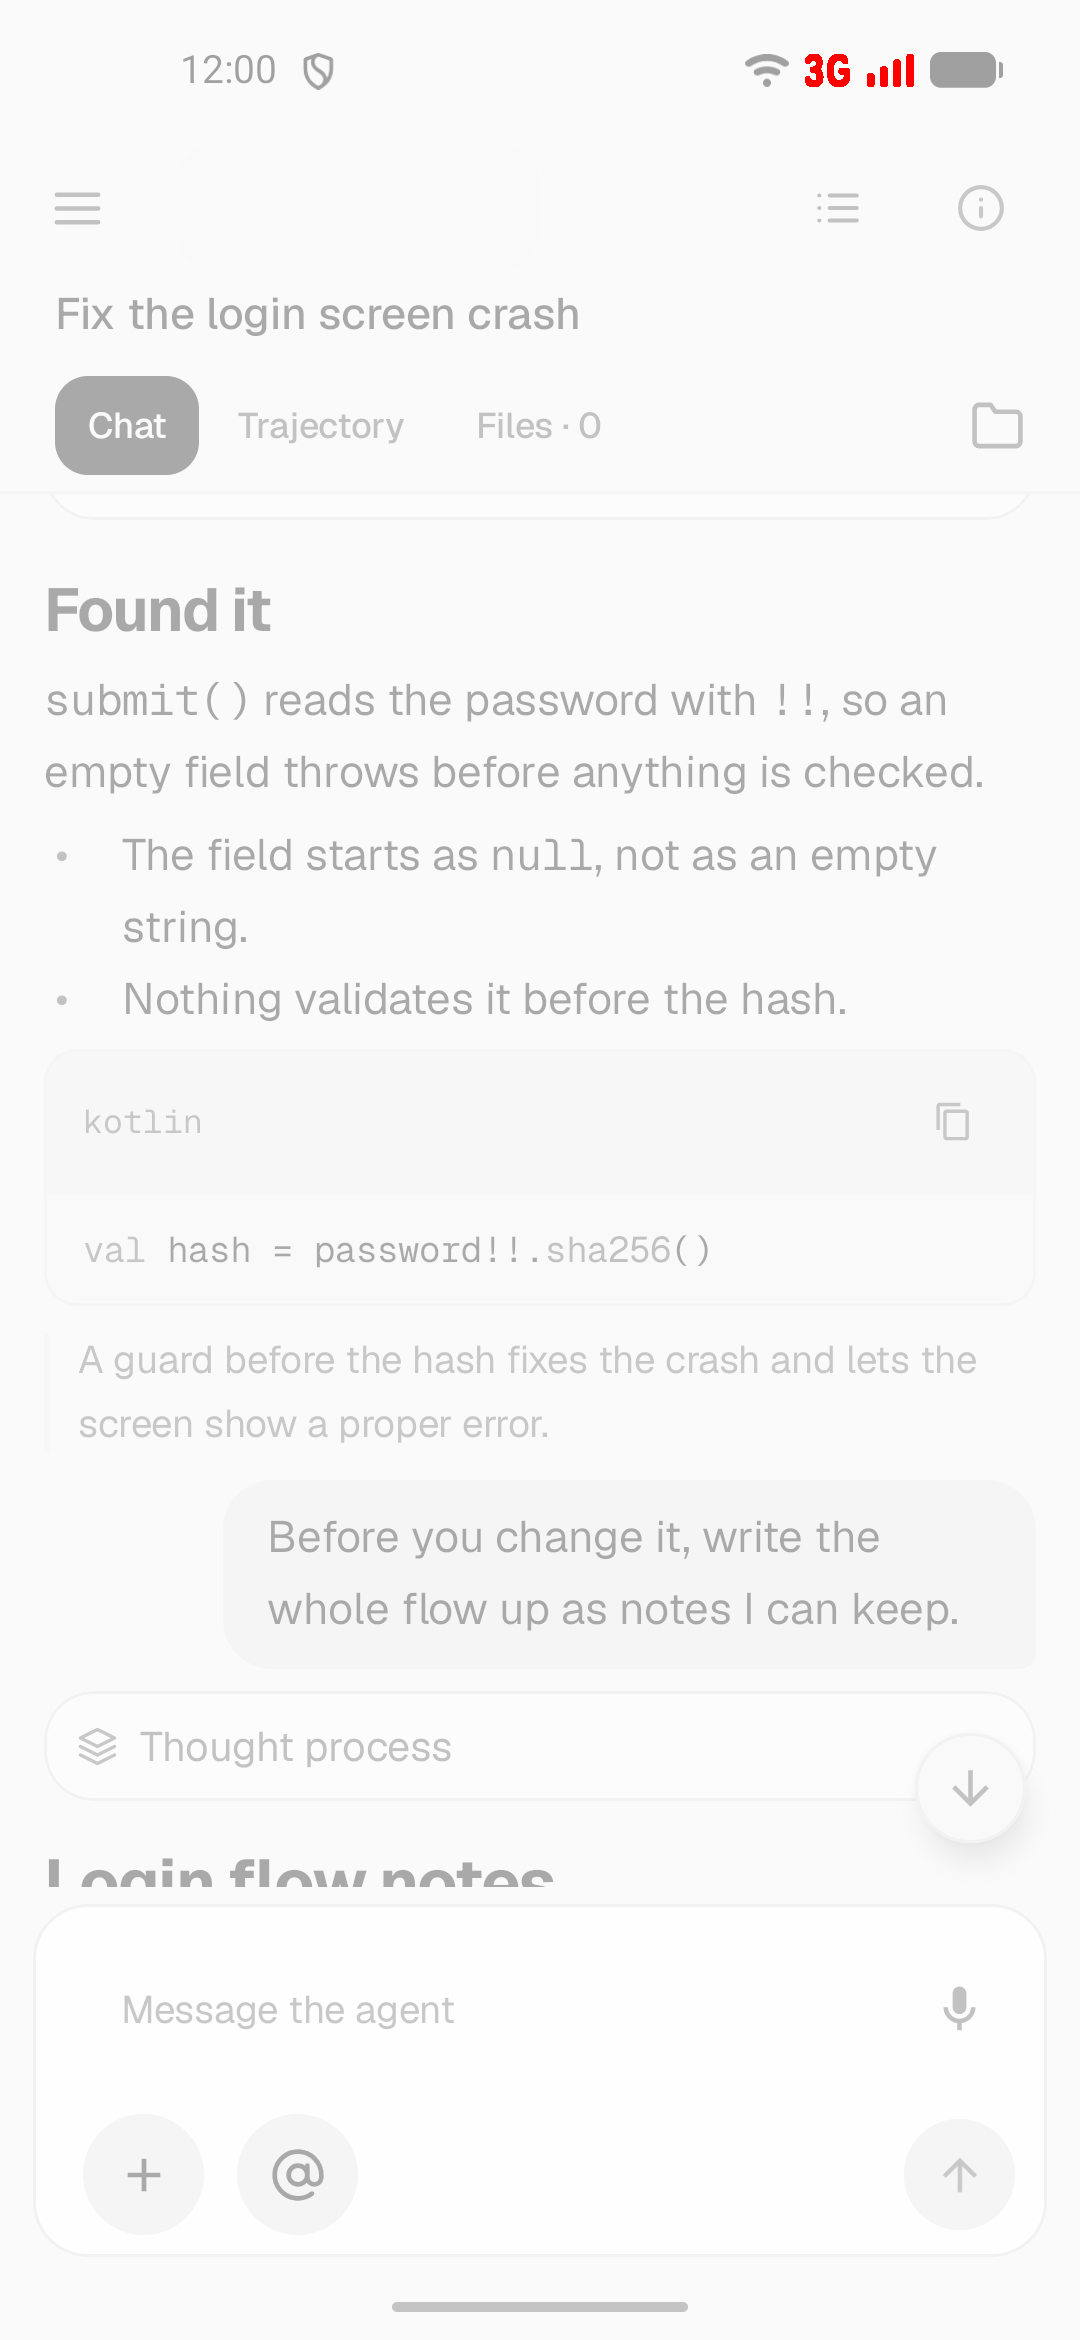 12:00 3G
Fix the login screen crash
Chat Trajectory Files · 0
Found it
submit() reads the password with !!, so an
empty field throws before anything is checked.
• The field starts as null, not as an empty
string.
• Nothing validates it before the hash.
kotlin
val hash = password!!.sha256()
A guard before the hash fixes the crash and lets the
screen show a proper error.
Before you change it, write the
whole flow up as notes I can keep.
Thought process
Login flow notes
Message the agent